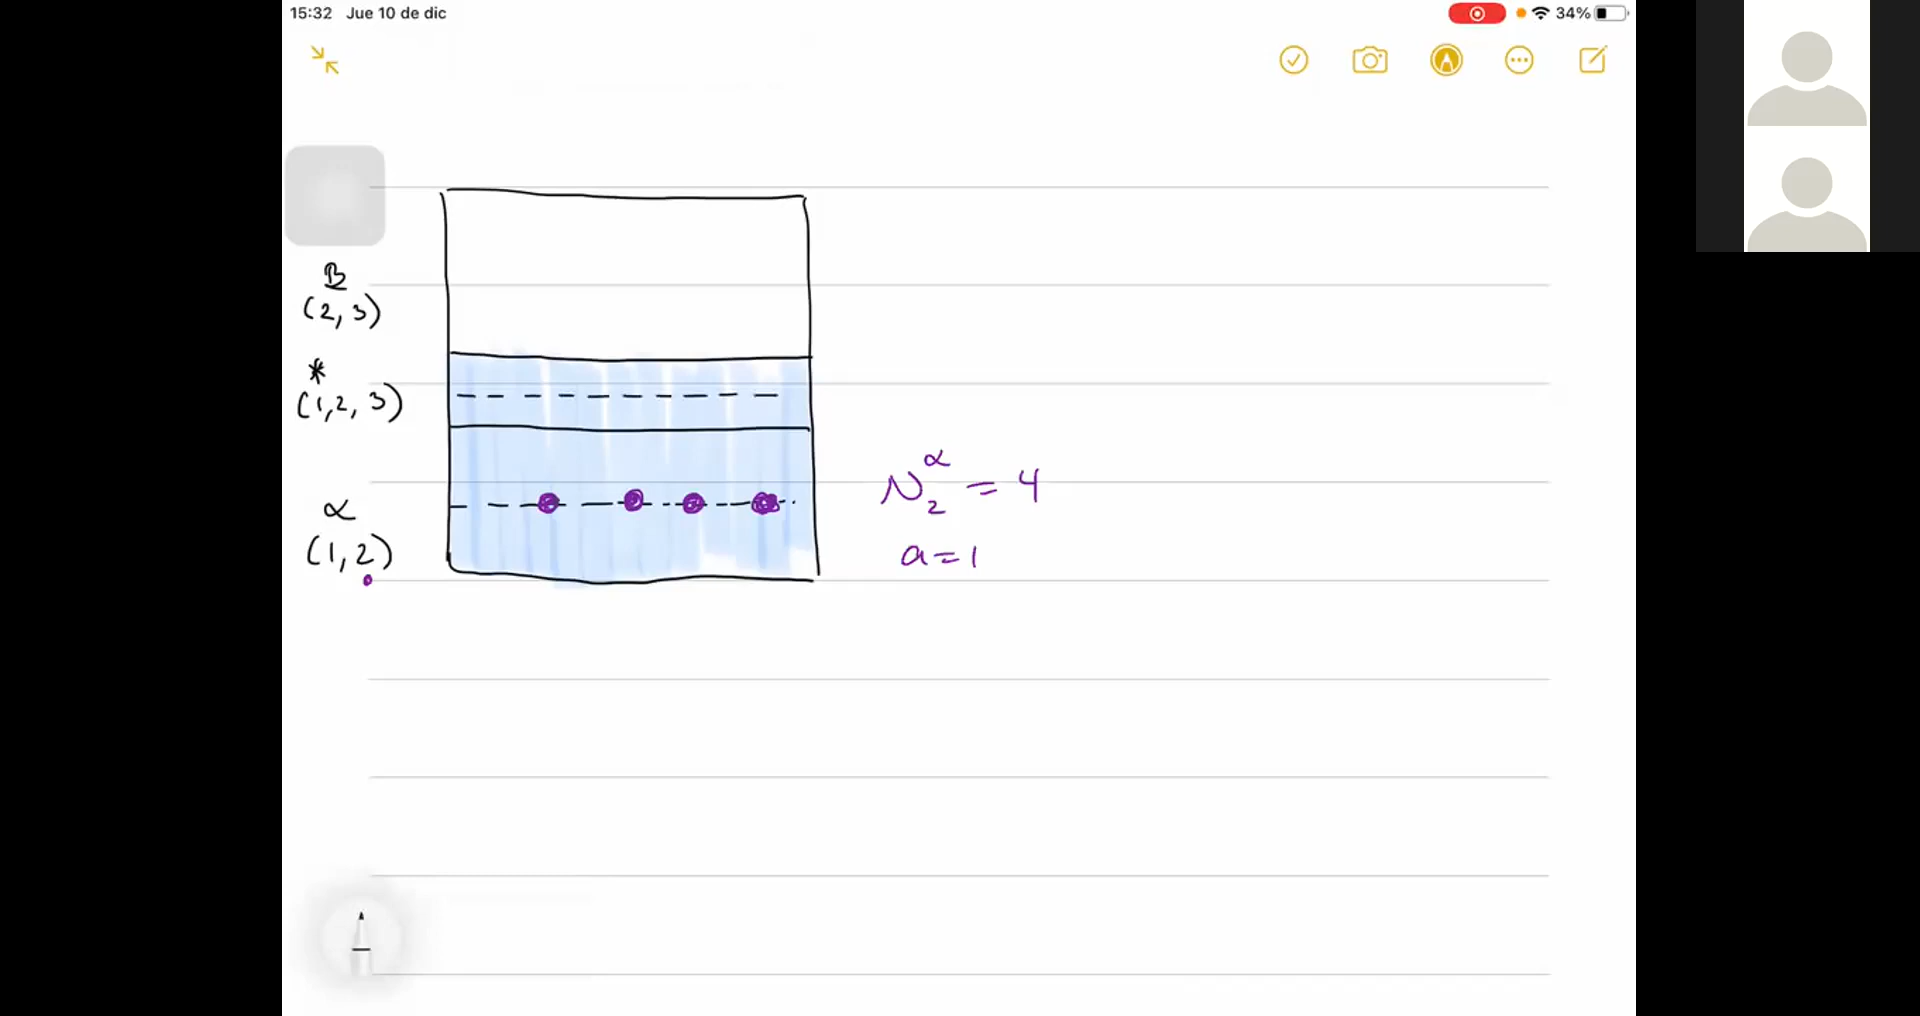 15:32 Jue 10 de dic
34%
B
(2, 3)
*
(1,2, 3)
α
(1,2)
N₂^α = 4
a=1